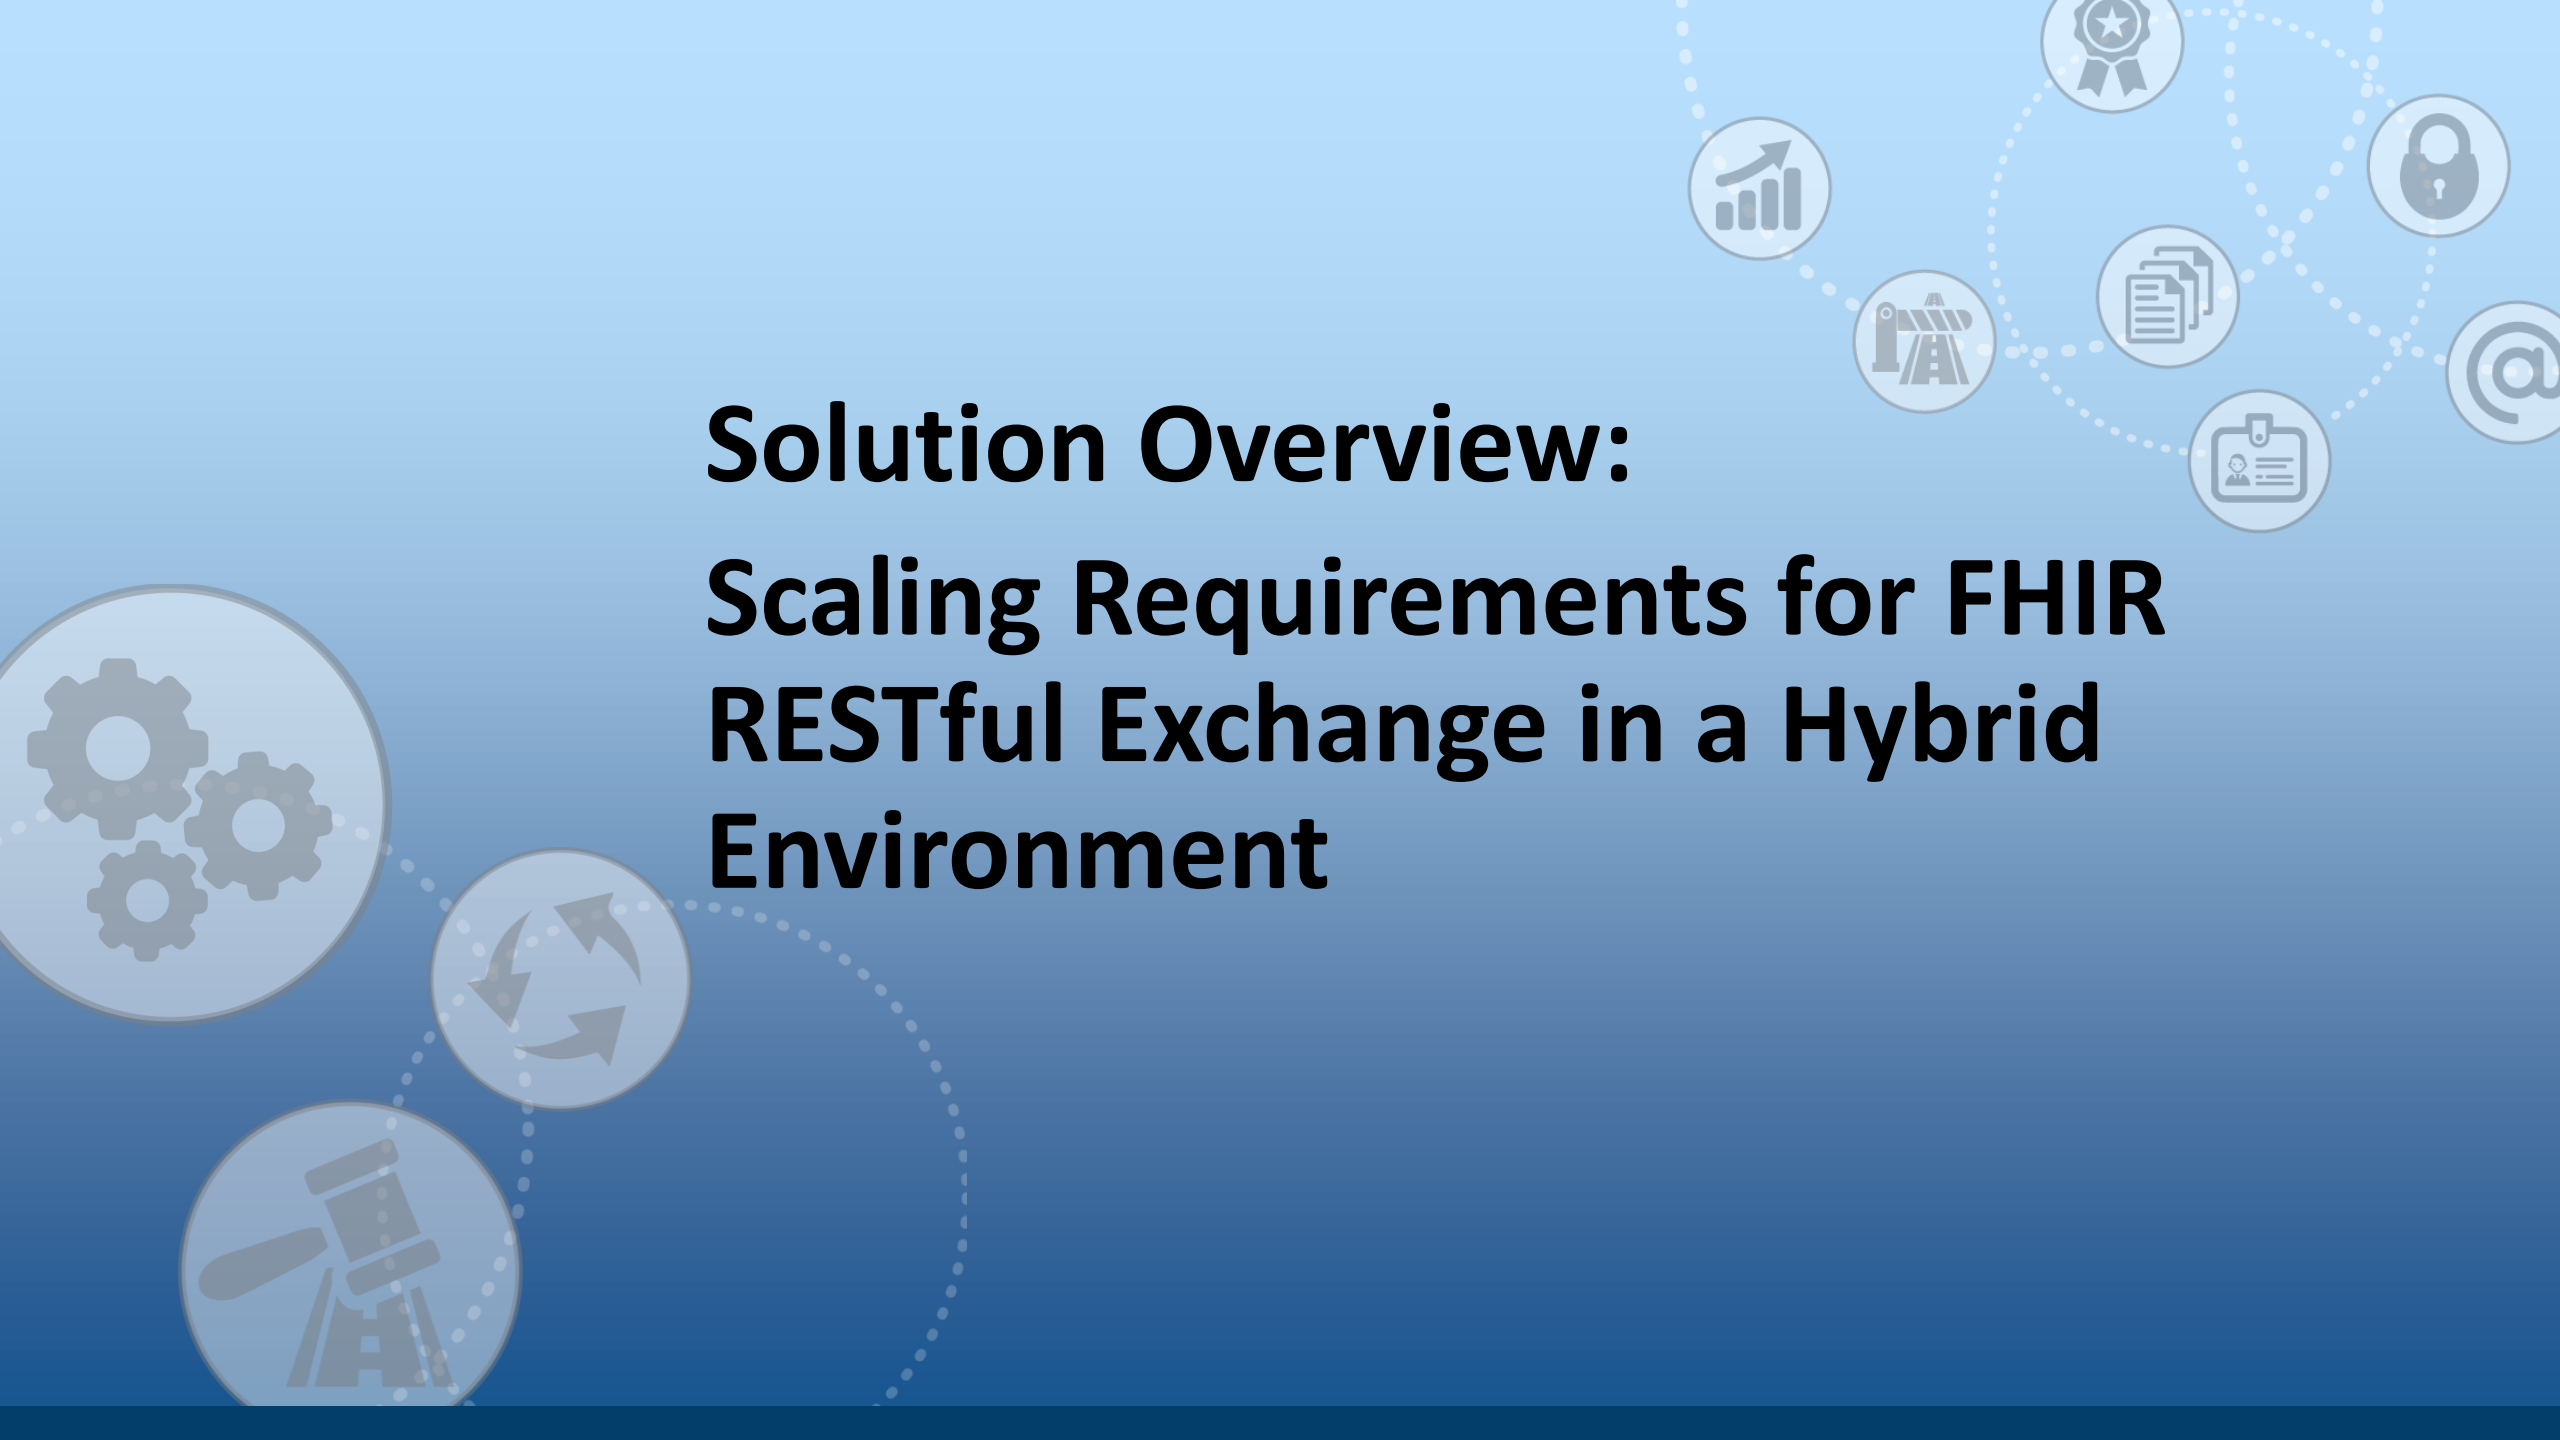 Solution Overview:
Scaling Requirements for FHIR
RESTful Exchange in a Hybrid
Environment